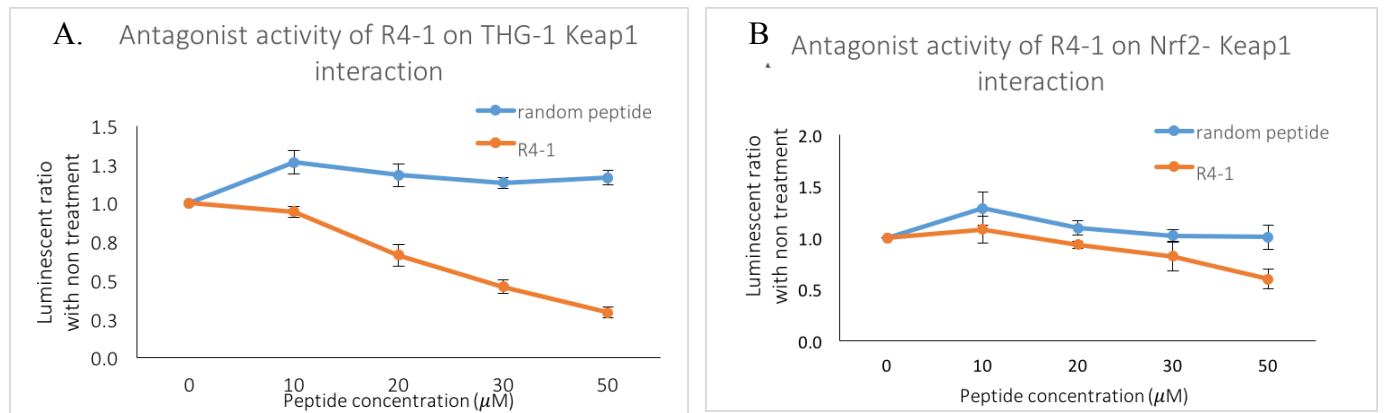 A.
Antagonist activity of R4-1 on THG-1 Keap1
interaction
random peptide
R4-1
1.5
1.3
1.0
0.8
0.5
0.3
0.0
Luminescent ratio
with non treatment
0 10 20 30 50
Peptide concentration (μM)
B
.
Antagonist activity of R4-1 on Nrf2- Keap1
interaction
random peptide
R4-1
2.0
1.5
1.0
0.5
0.0
Luminescent ratio
with non treatment
0 10 20 30 50
Peptide concentration (μM)